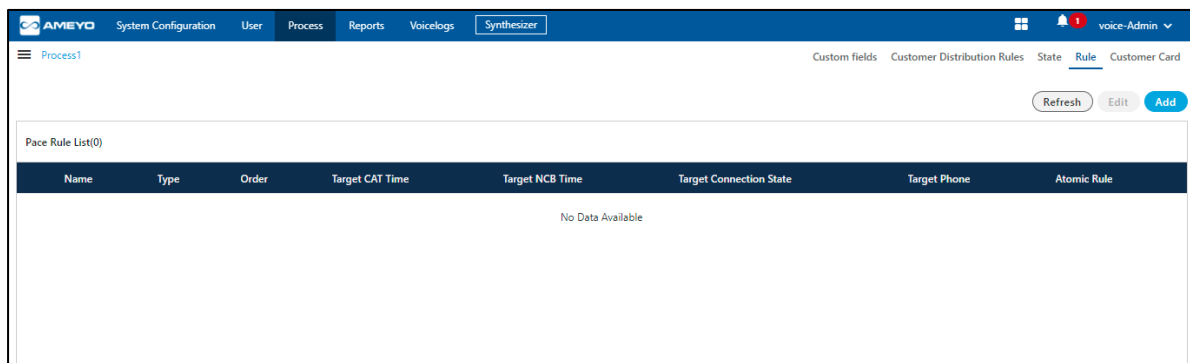 AMEYO System Configuration User Process Reports Voicelogs Synthesizer 1 voice-Admin
Process1 Custom fields Customer Distribution Rules State Rule Customer Card
Refresh Edit Add
Pace Rule List(0)
Name Type Order Target CAT Time Target NCB Time Target Connection State Target Phone Atomic Rule
No Data Available